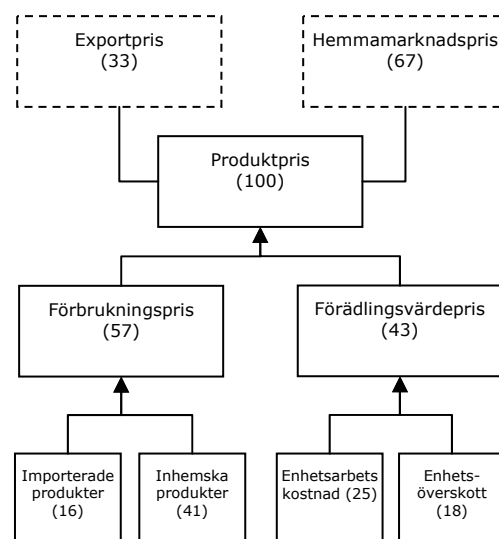 Exportpris
(33)
Hemmamarknadspris
(67)
Produktpris
(100)
Förbrukningspris
(57)
Förädlingsvärdepris
(43)
Importerade
produkter
(16)
Inhemska
produkter
(41)
Enhetsarbets
kostnad (25)
Enhets-
överskott
(18)